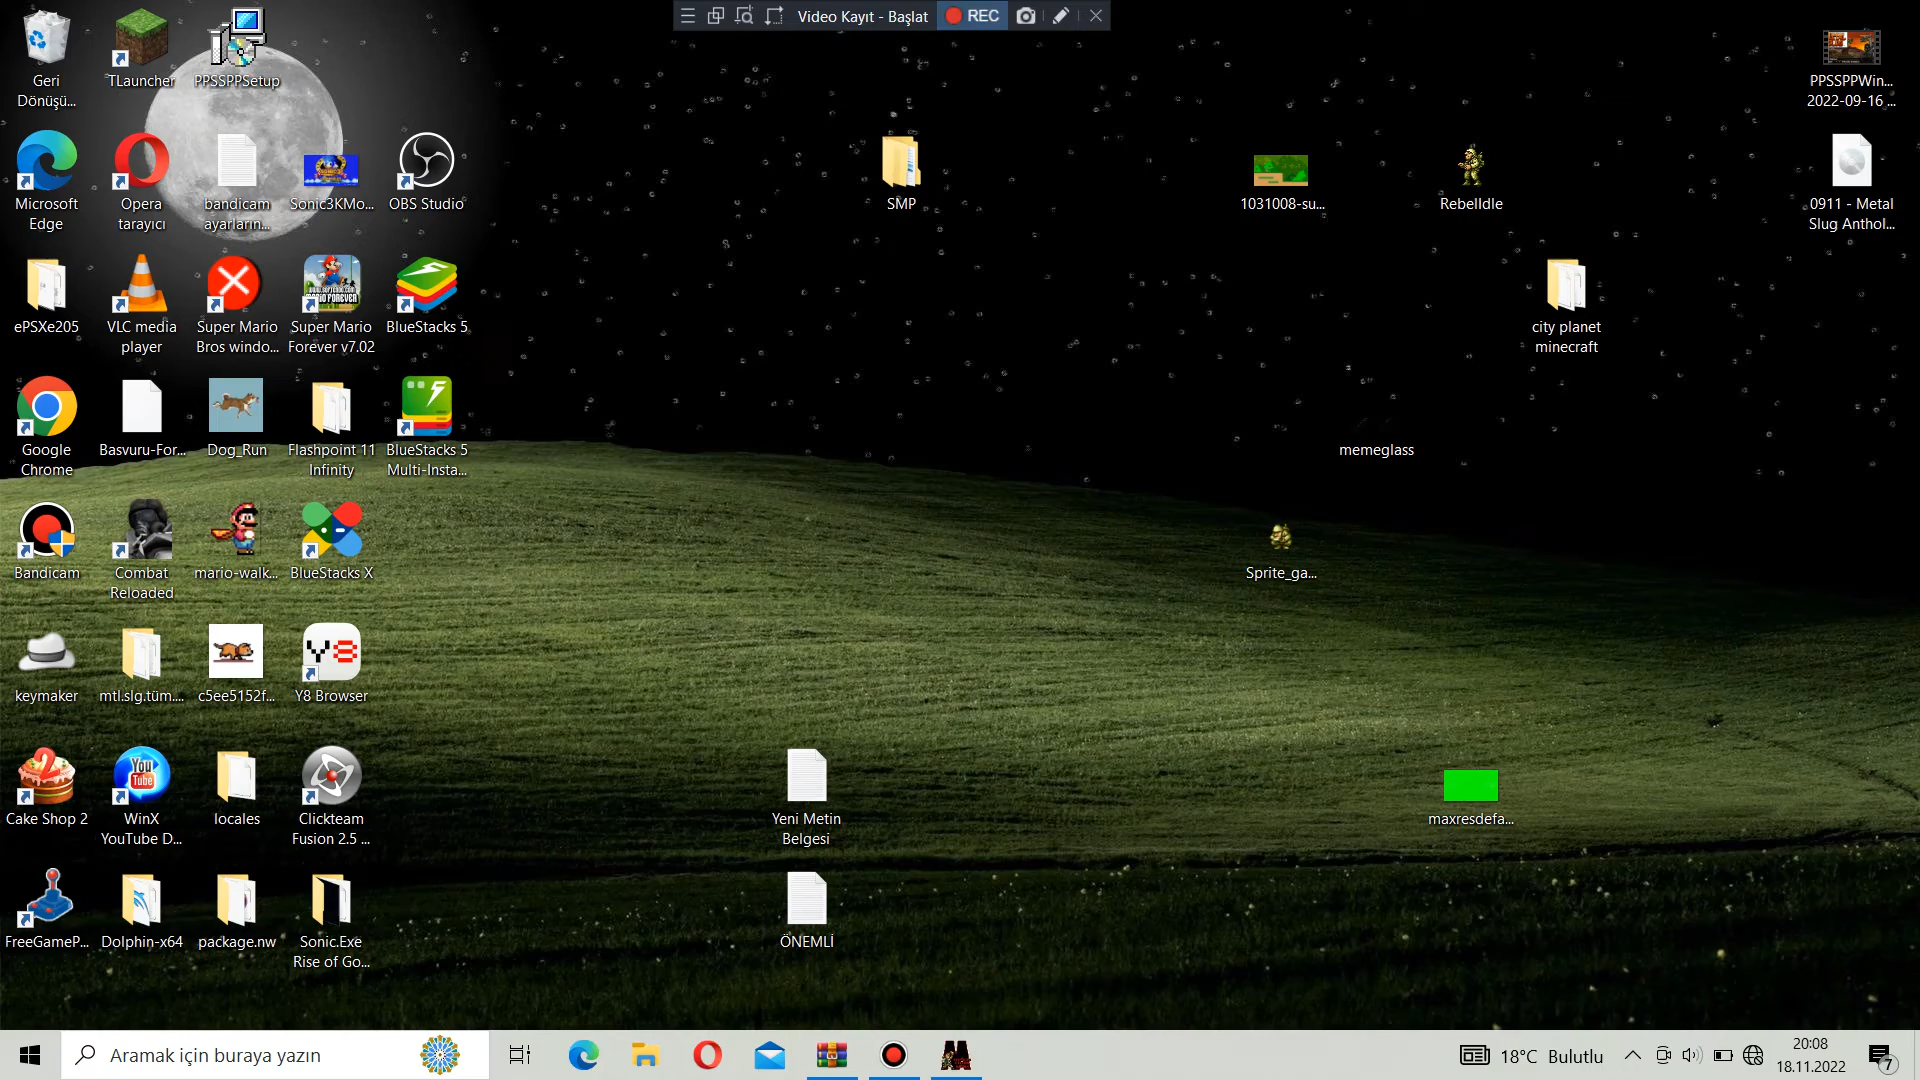 Video Kayıt - Başlat
REC
Geri
Dönüşü...
TLauncher
PPSSPPSetup
PPSSPPWin...
2022-09-16 ...
Microsoft
Edge
Opera
tarayıcı
bandicam
ayarların...
Sonic3KMo...
OBS Studio
SMP
1031008-su...
RebelIdle
0911 - Metal
Slug Anthol...
ePSXe205
VLC media
player
Super Mario
Bros windo...
Super Mario
Forever v7.02
BlueStacks 5
city planet
minecraft
Google
Chrome
Basvuru-For...
Dog_Run
Flashpoint 11
Infinity
BlueStacks 5
Multi-Insta...
memeglass
Bandicam
Combat
Reloaded
mario-walk...
BlueStacks X
Sprite_ga...
keymaker
mtl.slg.tüm....
c5ee5152f...
Y8
Y8 Browser
Cake Shop 2
You
Tube
WinX
YouTube D...
locales
Clickteam
Fusion 2.5 ...
Yeni Metin
Belgesi
maxresdefa...
FreeGameP...
Dolphin-x64
package.nw
Sonic.Exe
Rise of Go...
ÖNEMLİ
Aramak için buraya yazın
18°C Bulutlu
20:08
18.11.2022
7